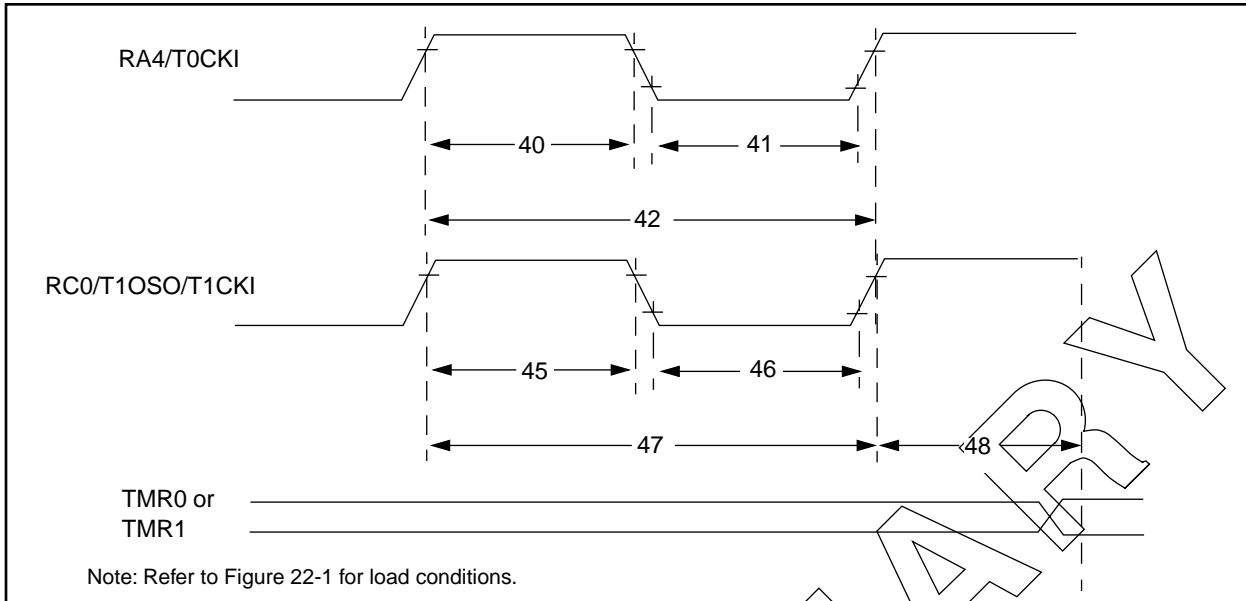 RA4/T0CKI
40
41
42
RC0/T1OSO/T1CKI
45
46
47
48
TMR0 or
TMR1
Note: Refer to Figure 22-1 for load conditions.
A R Y